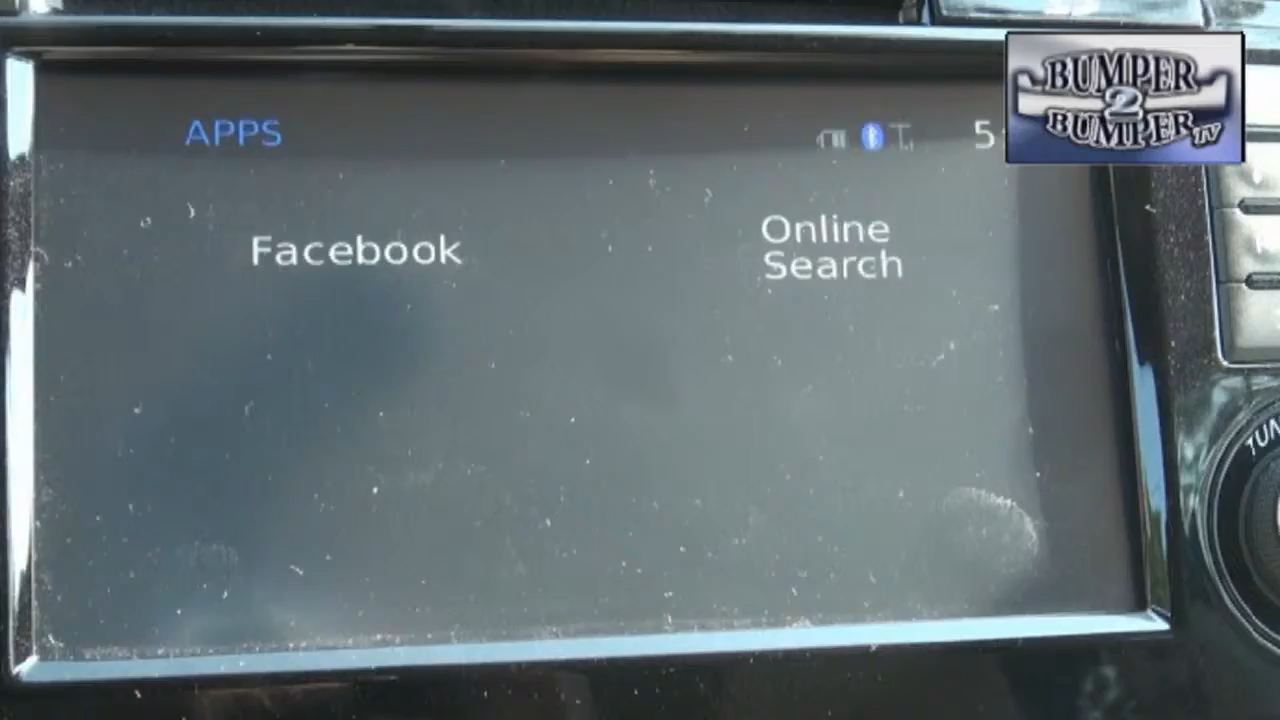 APPS
5
Facebook
Online
Search
BUMPER
2
BUMPER TV